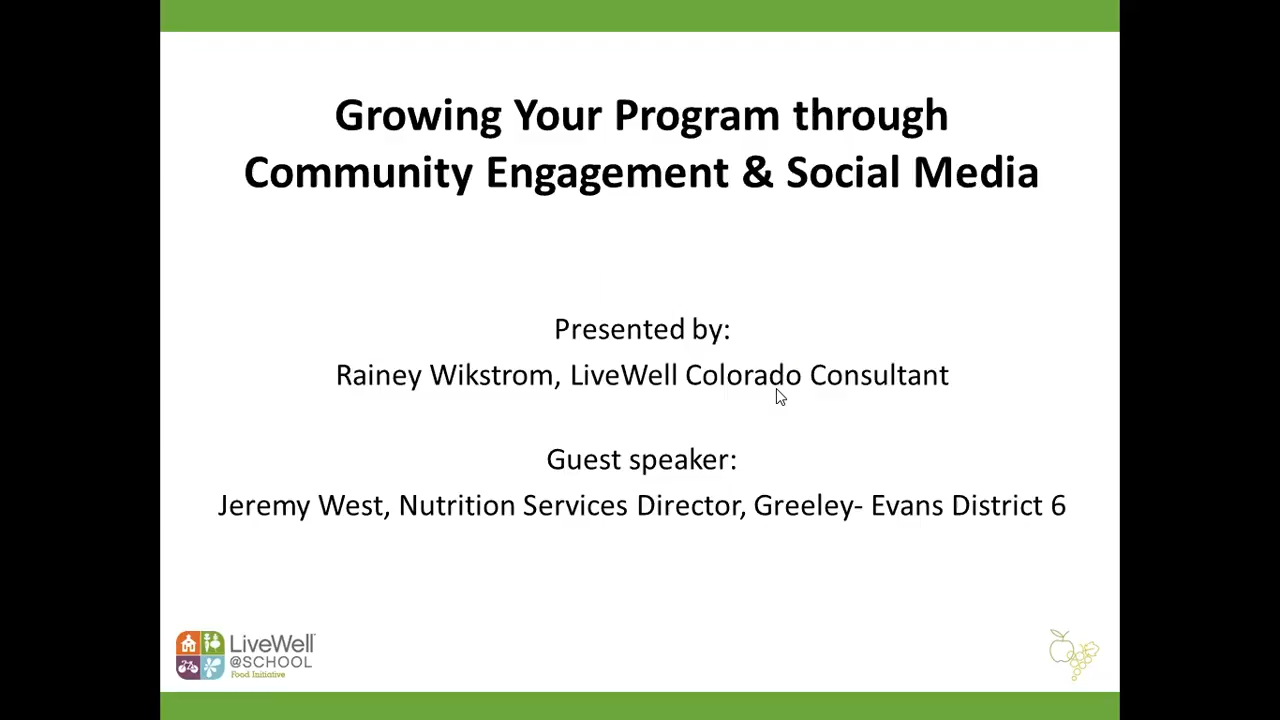 Growing Your Program through
Community Engagement & Social Media
Presented by:
Rainey Wikstrom, LiveWell Colorado Consultant
Guest speaker:
Jeremy West, Nutrition Services Director, Greeley- Evans District 6
LiveWell
@SCHOOL
Food Initiative